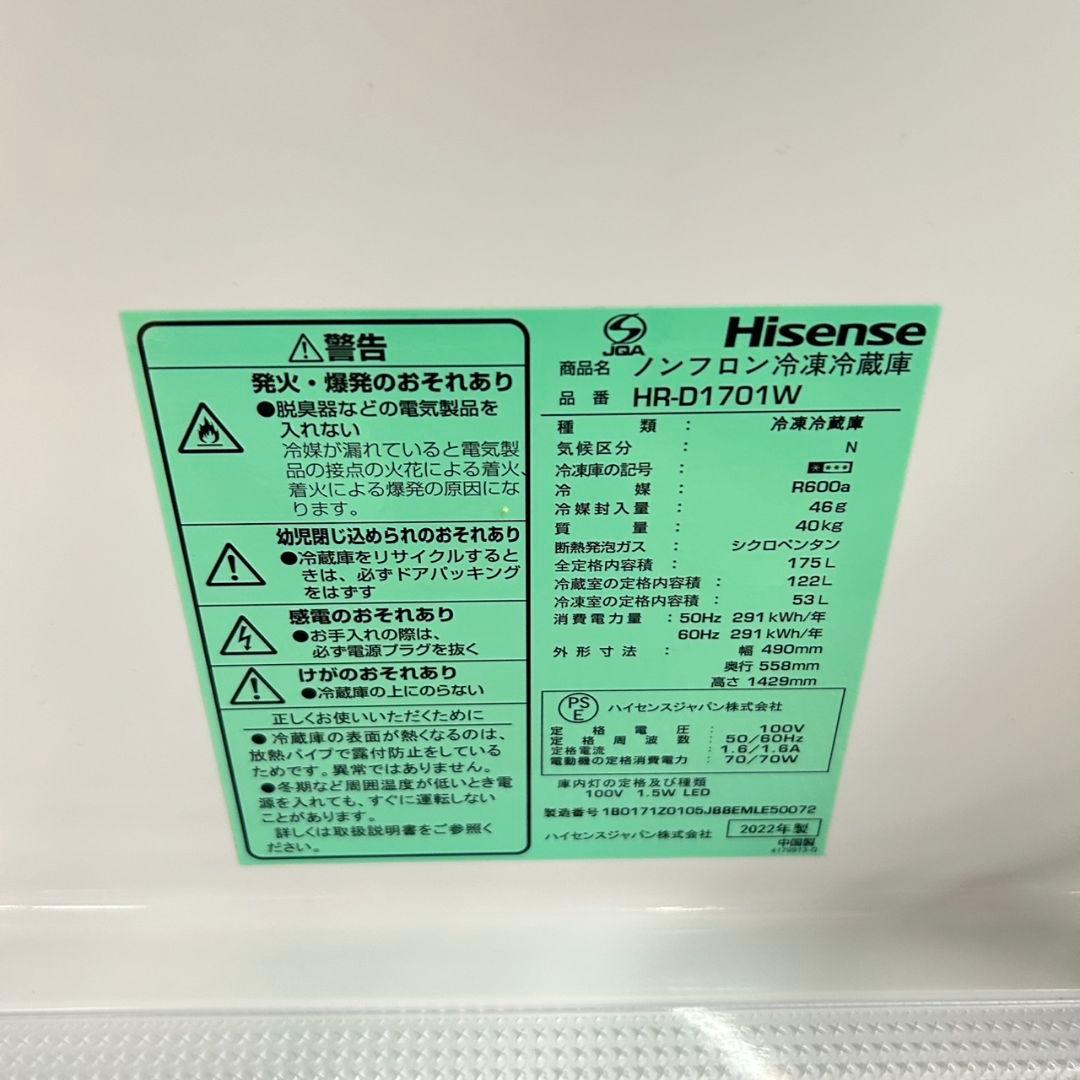 ⚠警告
発火・爆発のおそれあり
●脱臭器などの電気製品を
入れない
冷媒が漏れていると電気製
品の接点の火花による着火、
着火による爆発の原因にな
ります。
幼児閉じ込められのおそれあり
●冷蔵庫をリサイクルすると
きは、必ずドアパッキング
をはずす
感電のおそれあり
●お手入れの際は、
必ず電源プラグを抜く
けがのおそれあり
●冷蔵庫の上にのらない
正しくお使いいただくために
●冷蔵庫の表面が熱くなるのは、
放熱パイプで露付防止をしている
ためです。異常ではありません。
●冬期など周囲温度が低いとき電
源を入れても、すぐに運転しない
ことがあります。
詳しくは取扱説明書をご参照く
ださい。
JQA Hisense
商品名 ノンフロン冷凍冷蔵庫
品番 HR-D1701W
種類: 冷凍冷蔵庫
気候区分: N
冷凍庫の記号: ****
冷媒: R600a
冷媒封入量: 46g
質量: 40kg
断熱発泡ガス: シクロペンタン
全定格内容積: 175L
冷蔵室の定格内容積: 122L
冷凍室の定格内容積: 53L
消費電力量: 50Hz 291kWh/年
60Hz 291kWh/年
外形寸法: 幅 490mm
奥行 558mm
高さ 1429mm
PSE ハイセンスジャパン株式会社
定格電圧: 100V
定格周波数: 50/60Hz
定格電流: 1.6/1.6A
電動機の定格消費電力: 70/70W
庫内灯の定格及び種類
100V 1.5W LED
製造番号 1B0171Z0105JBBEMLE50072
ハイセンスジャパン株式会社 2022年製
中国製